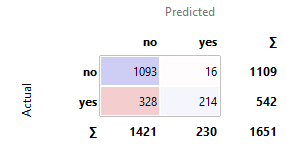 Predicted
no yes Σ
no 1093 16 1109
Actual
yes 328 214 542
Σ 1421 230 1651